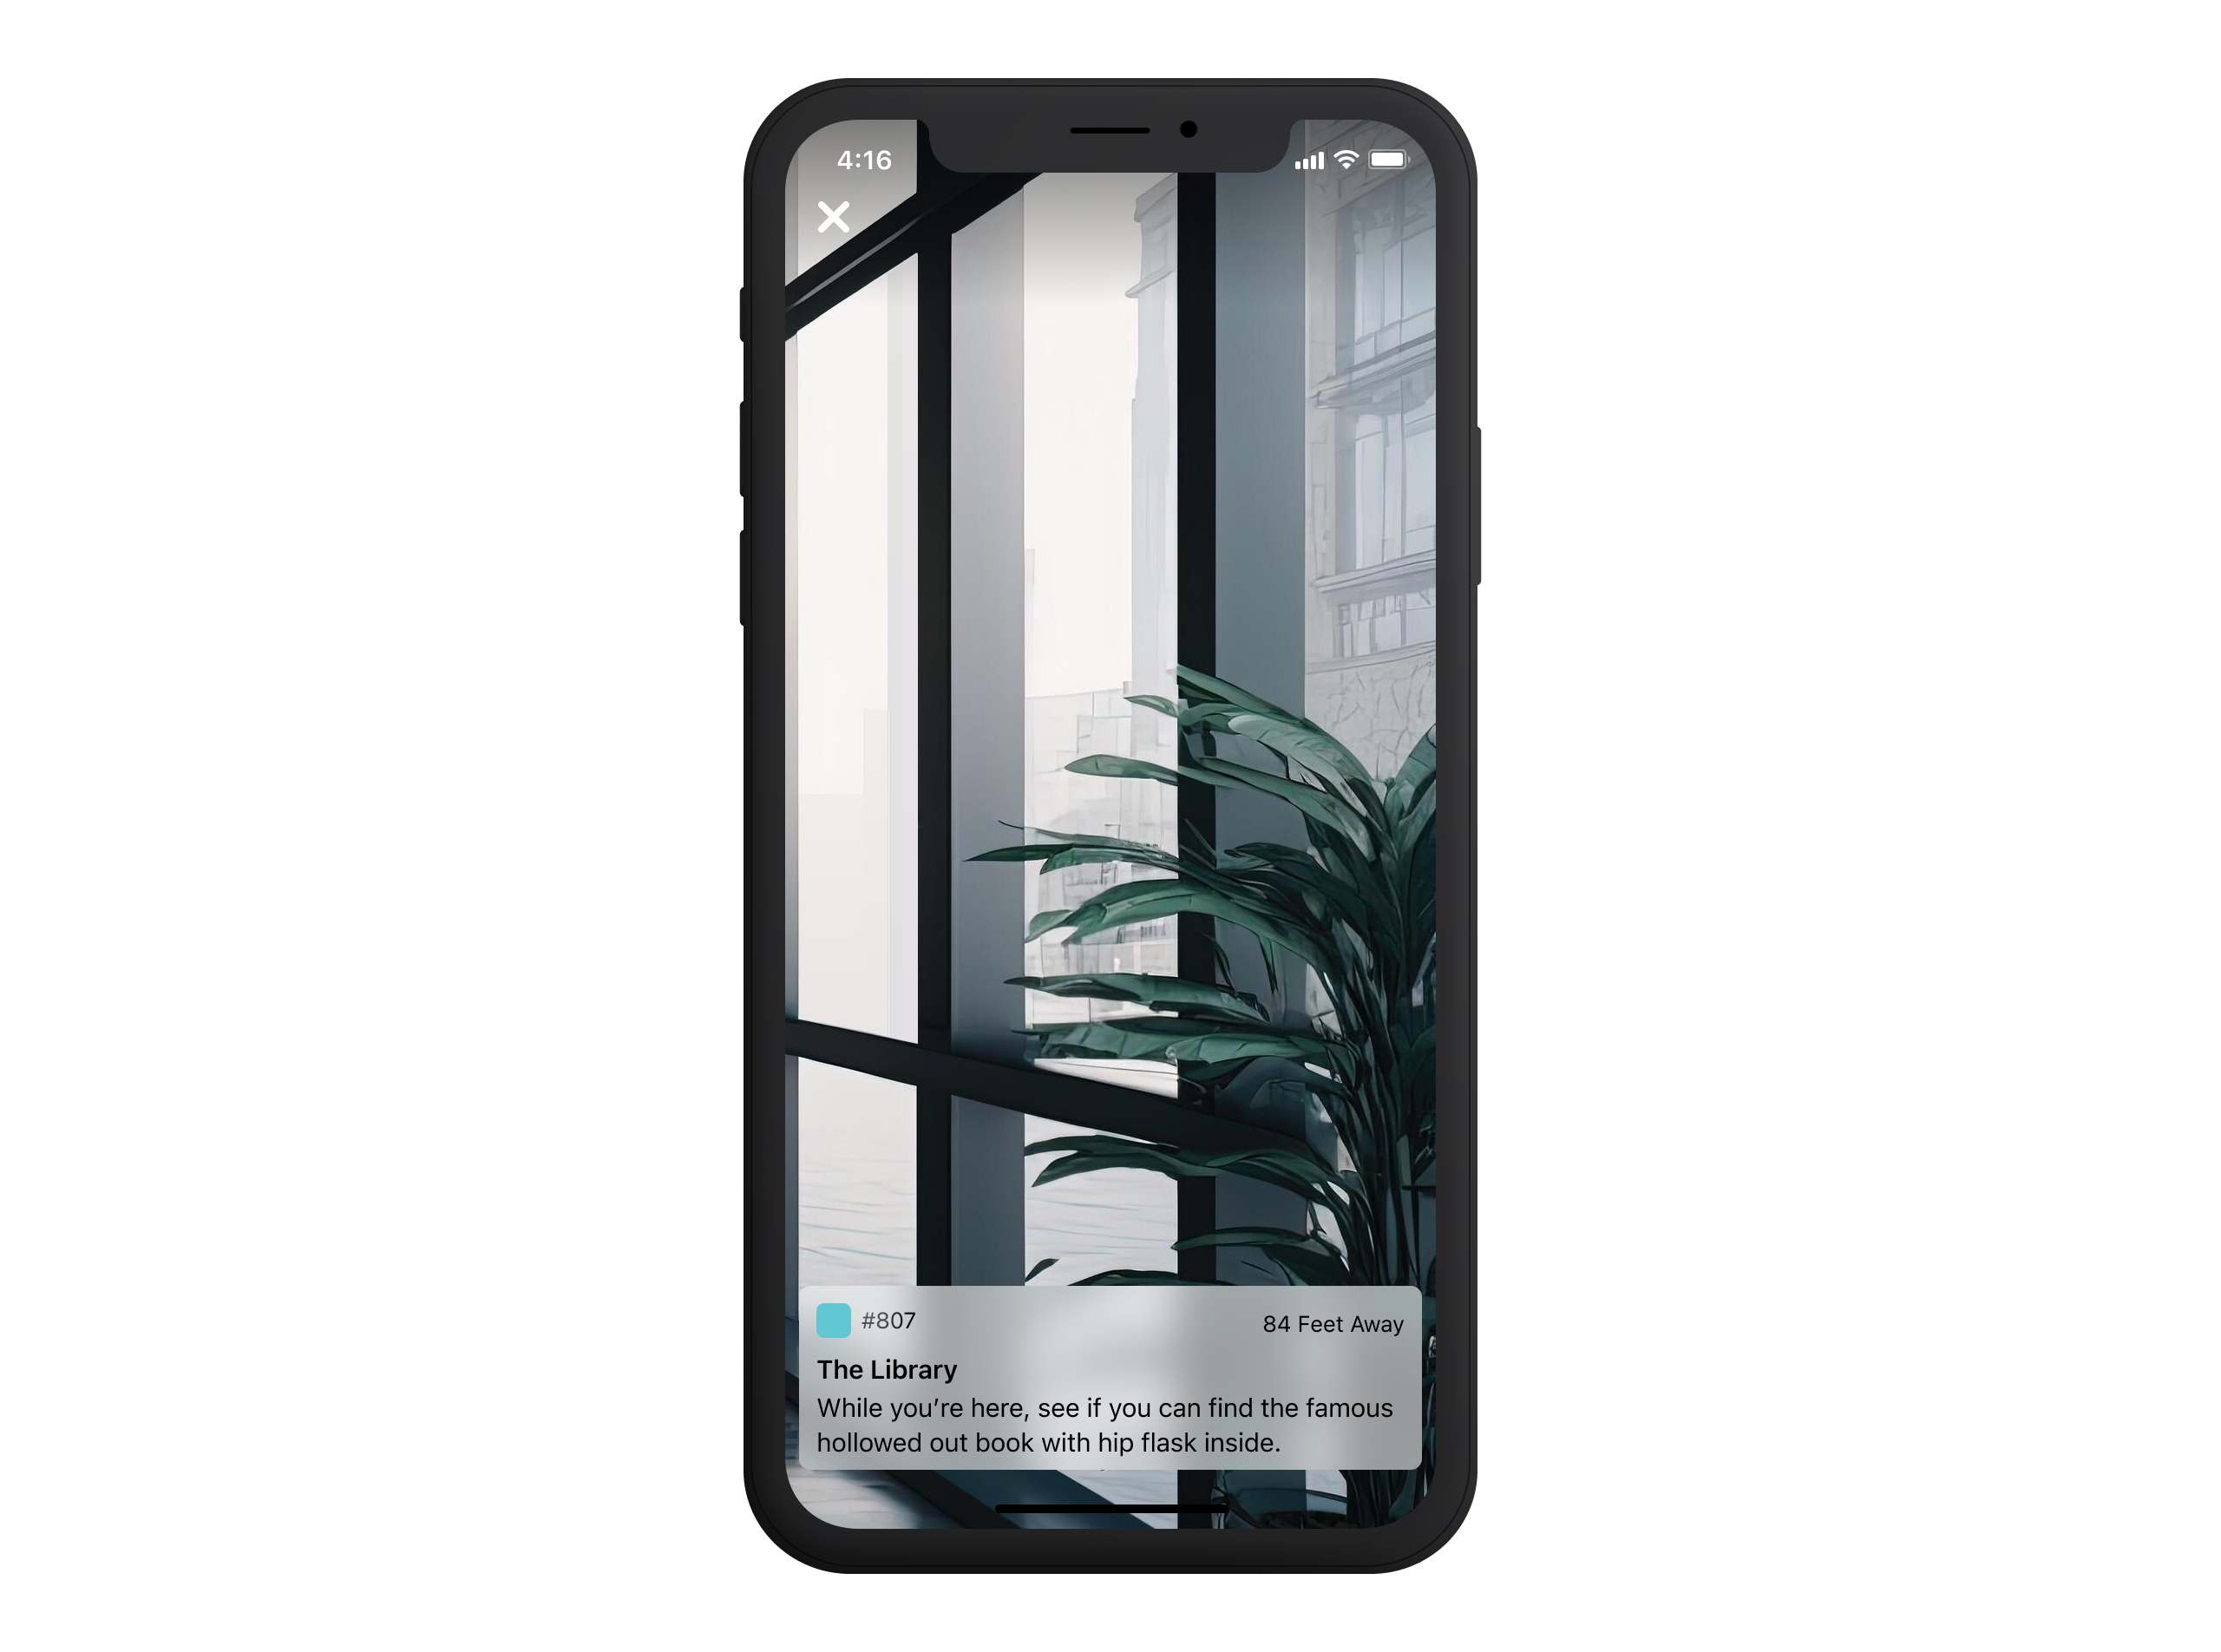 4:16
#807
84 Feet Away
The Library
While you’re here, see if you can find the famous
hollowed out book with hip flask inside.